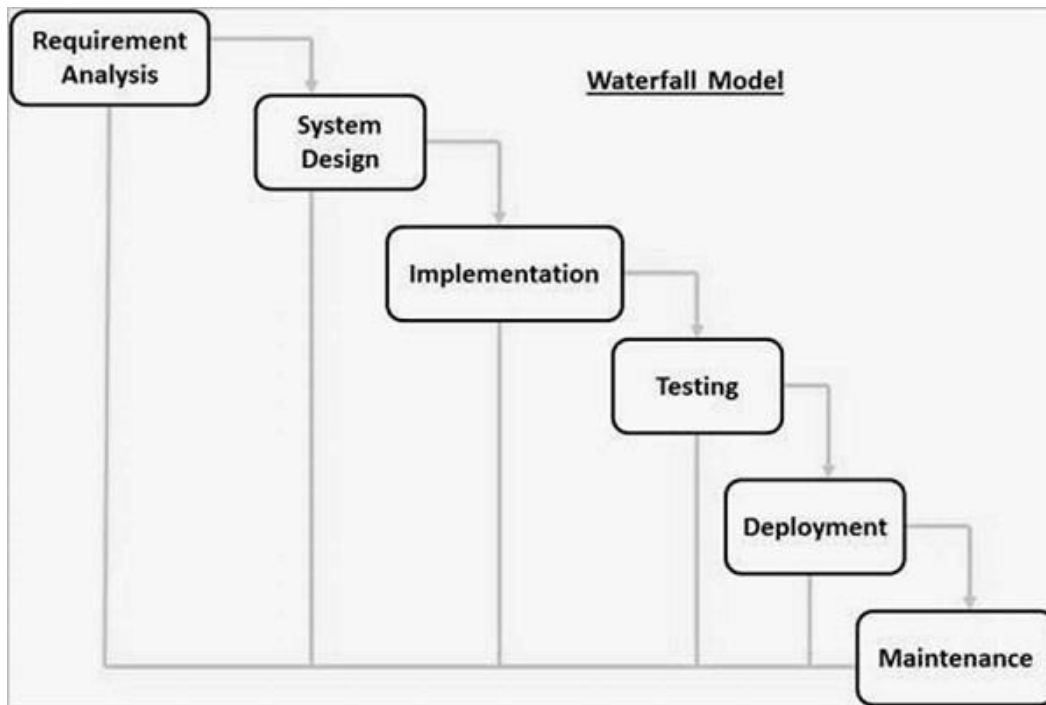 Requirement
Analysis
Waterfall Model
System
Design
Implementation
Testing
Deployment
Maintenance